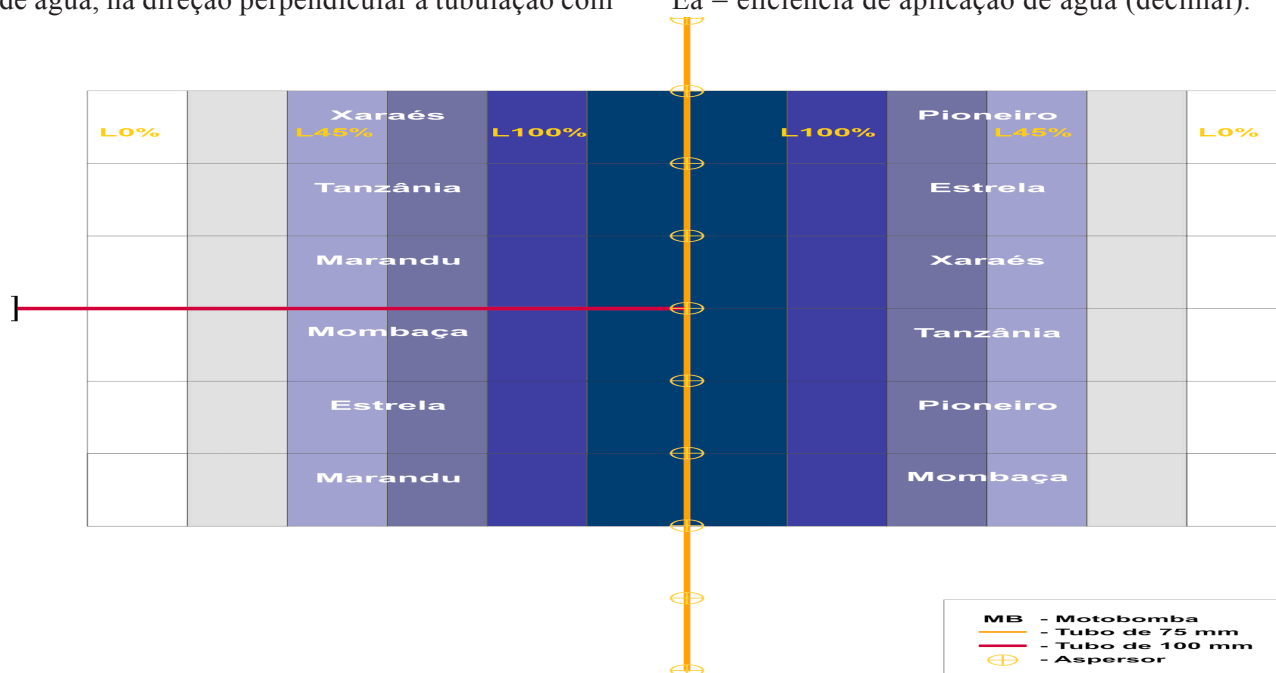 de água, na direção perpendicular à tubulação com
Ea – eficiência de aplicação de água (decimal).
Xaraés
Pioneiro
L0%
L45%
L100%
L100%
L45%
L0%
Tanzânia
Estrela
Marandu
Xaraés
]
Mombaça
Tanzânia
Estrela
Pioneiro
Marandu
Mombaça
MB - Motobomba
- Tubo de 75 mm
- Tubo de 100 mm
- Aspersor